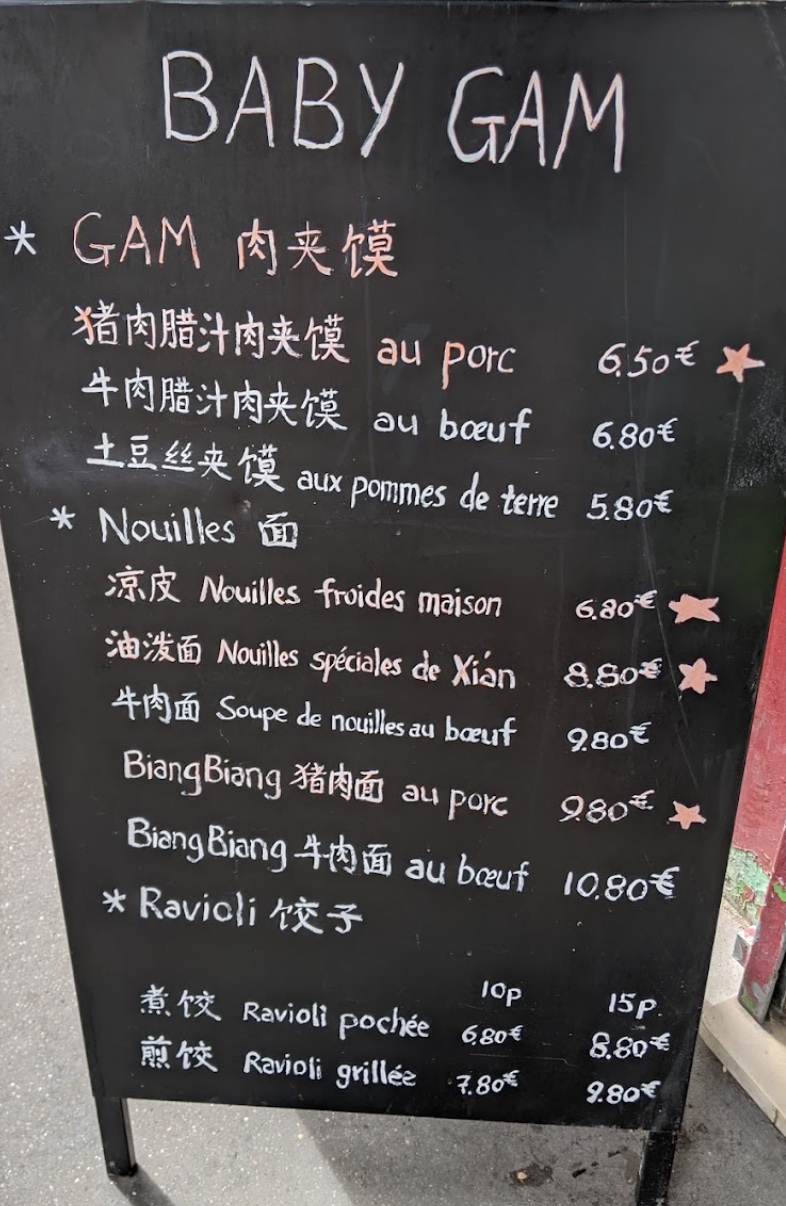 BABY GAM
* GAM 肉夹馍
猪肉腊汁肉夹馍 au porc 6.50€
牛肉腊汁肉夹馍 au bœuf 6.80€
土豆丝夹馍 aux pommes de terre 5.80€
* Nouilles 面
凉皮 Nouilles froides maison 6.80€
油泼面 Nouilles spéciales de Xián 8.80€
牛肉面 Soupe de nouilles au bœuf 9.80€
BiangBiang 猪肉面 au porc 9.80€
BiangBiang 牛肉面 au bœuf 10.80€
* Ravioli 饺子
10p 15p.
煮饺 Ravioli pochée 6.80€ 8.80€
煎饺 Ravioli grillée 7.80€ 9.80€